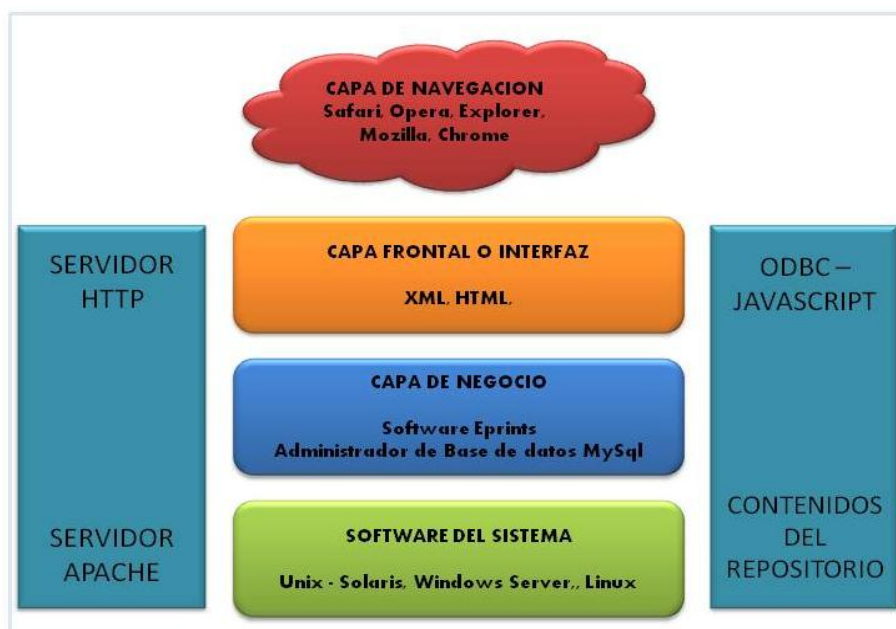 CAPA DE NAVEGACION
Safari, Opera, Explorer,
Mozilla, Chrome
SERVIDOR
HTTP
SERVIDOR
APACHE
CAPA FRONTAL O INTERFAZ
XML, HTML,
CAPA DE NEGOCIO
Software Eprints
Administrador de Base de datos MySql
SOFTWARE DEL SISTEMA
Unix - Solaris, Windows Server,, Linux
ODBC –
JAVASCRIPT
CONTENIDOS
DEL
REPOSITORIO